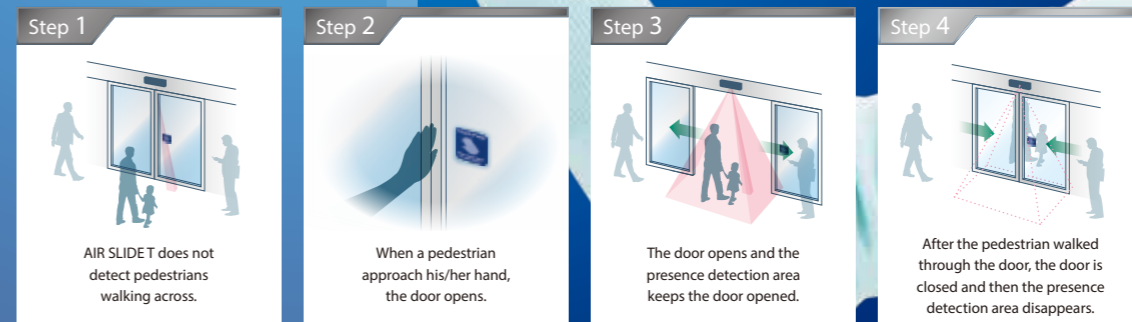 Step 1
AIR SLIDE T does not
detect pedestrians
walking across.
Step 2
When a pedestrian
approach his/her hand,
the door opens.
Step 3
The door opens and the
presence detection area
keeps the door opened.
Step 4
After the pedestrian walked
through the door, the door is
closed and then the presence
detection area disappears.